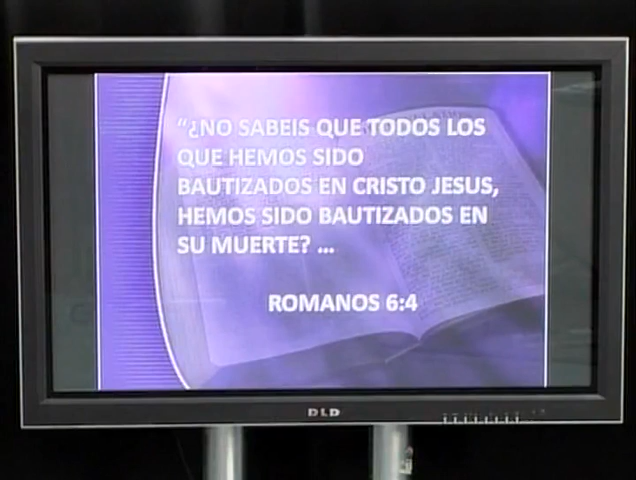 “¿NO SABEIS QUE TODOS LOS
QUE HEMOS SIDO
BAUTIZADOS EN CRISTO JESUS,
HEMOS SIDO BAUTIZADOS EN
SU MUERTE? ...
ROMANOS 6:4
DLD